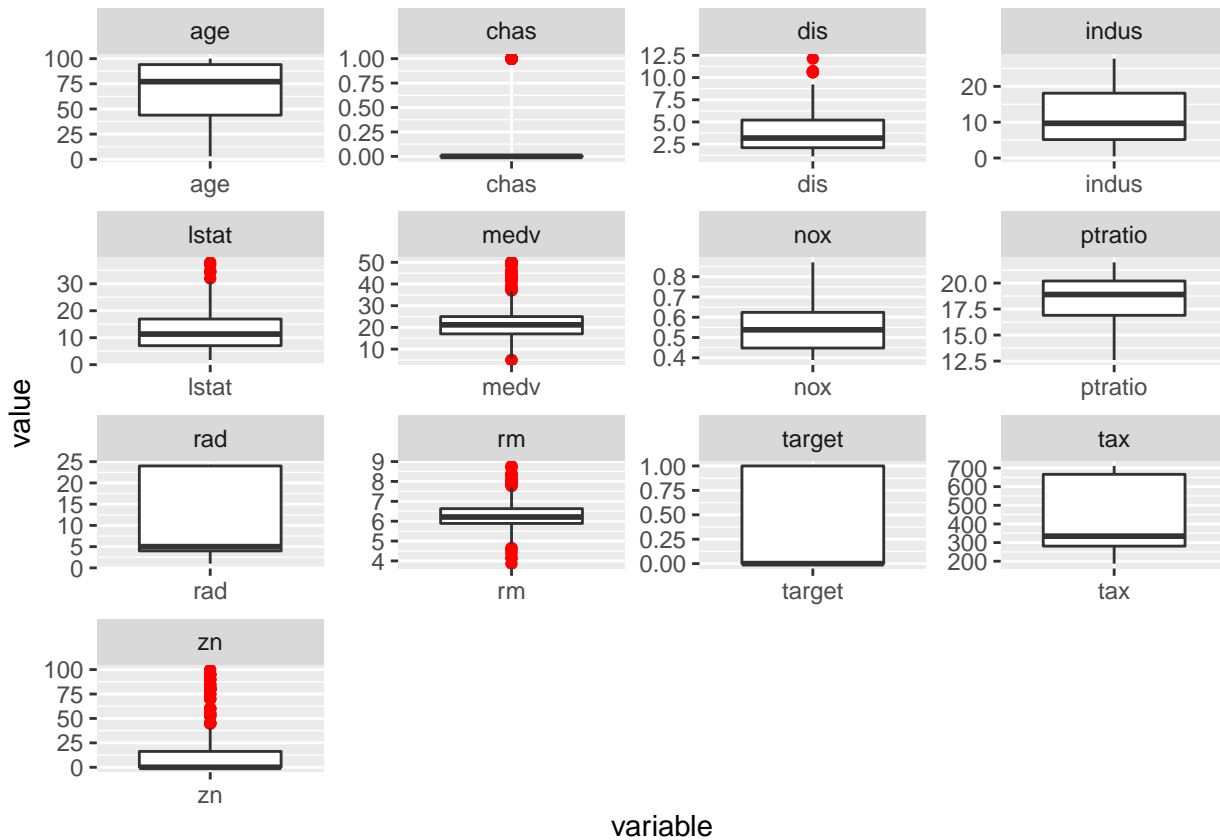 age chas dis indus
100 1.00 12.5
75 0.75 10.0 20
50 0.50 7.5
25 0.25 5.0 10
0 0.00 2.5 0
age chas dis indus
lstat medv nox ptratio
30 50 0.8 20.0
20 40 0.7 17.5
10 30 0.6 15.0
0 20 0.5 12.5
10 0.4
lstat medv nox ptratio
value
rad rm target tax
25 9 1.00 700
20 8 0.75 600
15 7 0.50 500
10 6 0.25 400
5 5 0.00 300
0 4 200
rad rm target tax
zn
100
75
50
25
0
zn
variable